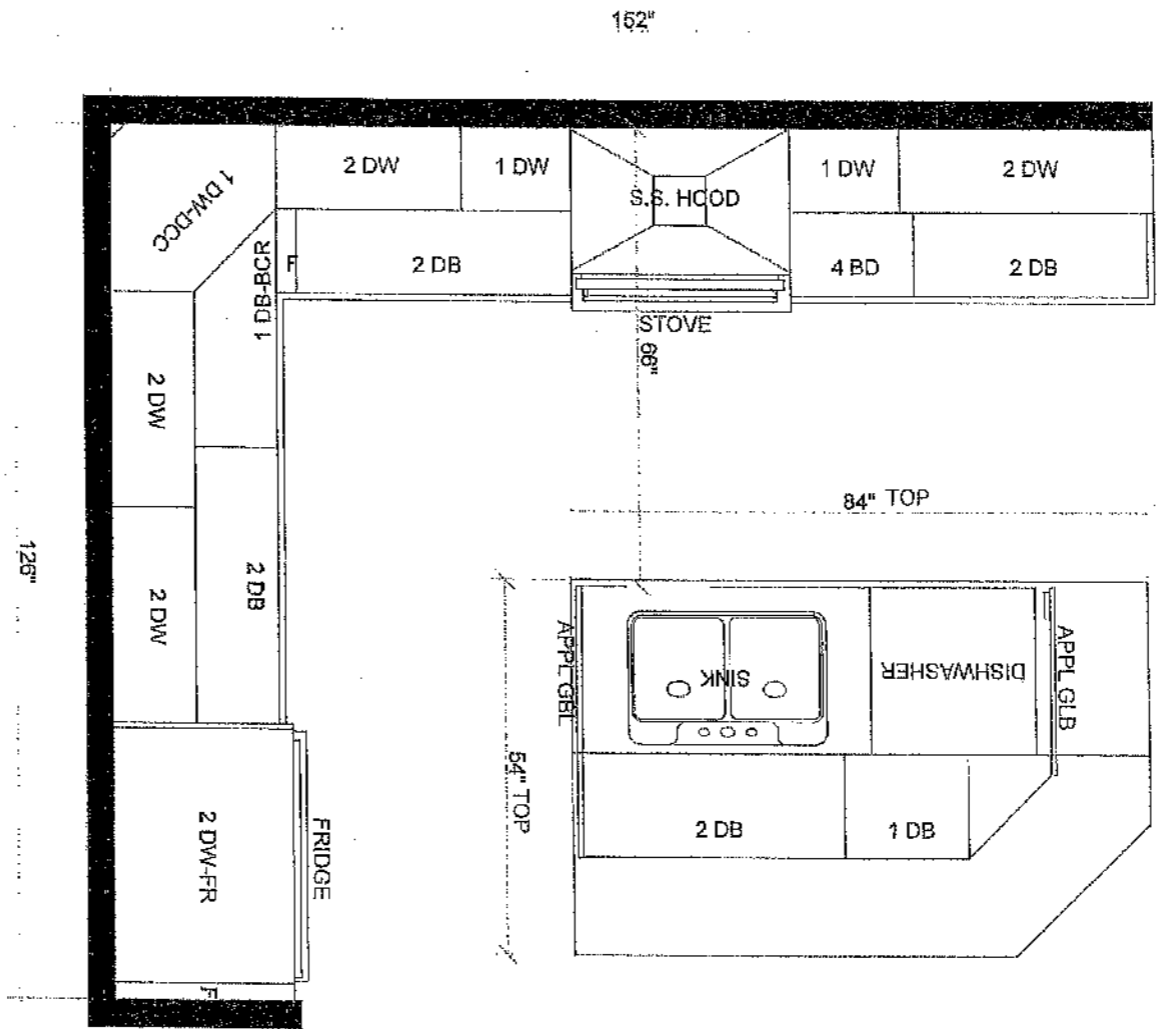 152"
2 DW
1 DW
S.S. HOOD
1 DW
2 DW
1 DW-DCC
1 DB-BCR
F
2 DB
4 BD
2 DB
STOVE
66"
2 DW
84" TOP
126"
2 DW
2 DB
APPL GBL
SINK
DISHWASHER
APPL GLB
54" TOP
2 DB
1 DB
2 DW-FR
FRIDGE
F